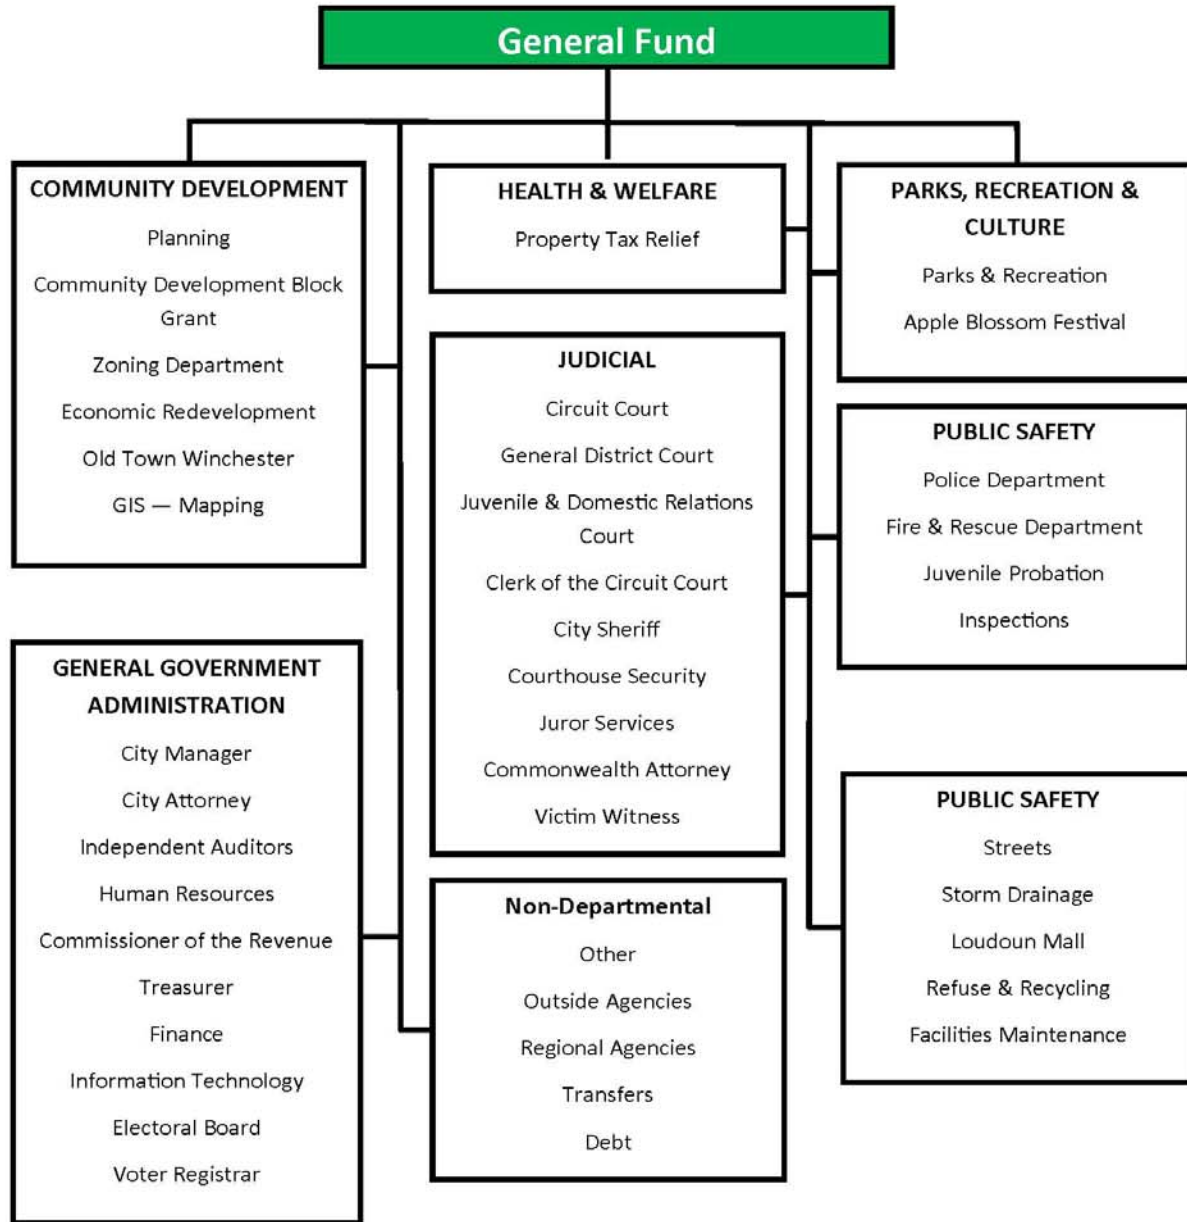 General Fund
COMMUNITY DEVELOPMENT
Planning
Community Development Block
Grant
Zoning Department
Economic Redevelopment
Old Town Winchester
GIS — Mapping
GENERAL GOVERNMENT
ADMINISTRATION
City Manager
City Attorney
Independent Auditors
Human Resources
Commissioner of the Revenue
Treasurer
Finance
Information Technology
Electoral Board
Voter Registrar
HEALTH & WELFARE
Property Tax Relief
JUDICIAL
Circuit Court
General District Court
Juvenile & Domestic Relations
Court
Clerk of the Circuit Court
City Sheriff
Courthouse Security
Juror Services
Commonwealth Attorney
Victim Witness
Non-Departmental
Other
Outside Agencies
Regional Agencies
Transfers
Debt
PARKS, RECREATION &
CULTURE
Parks & Recreation
Apple Blossom Festival
PUBLIC SAFETY
Police Department
Fire & Rescue Department
Juvenile Probation
Inspections
PUBLIC SAFETY
Streets
Storm Drainage
Loudoun Mall
Refuse & Recycling
Facilities Maintenance